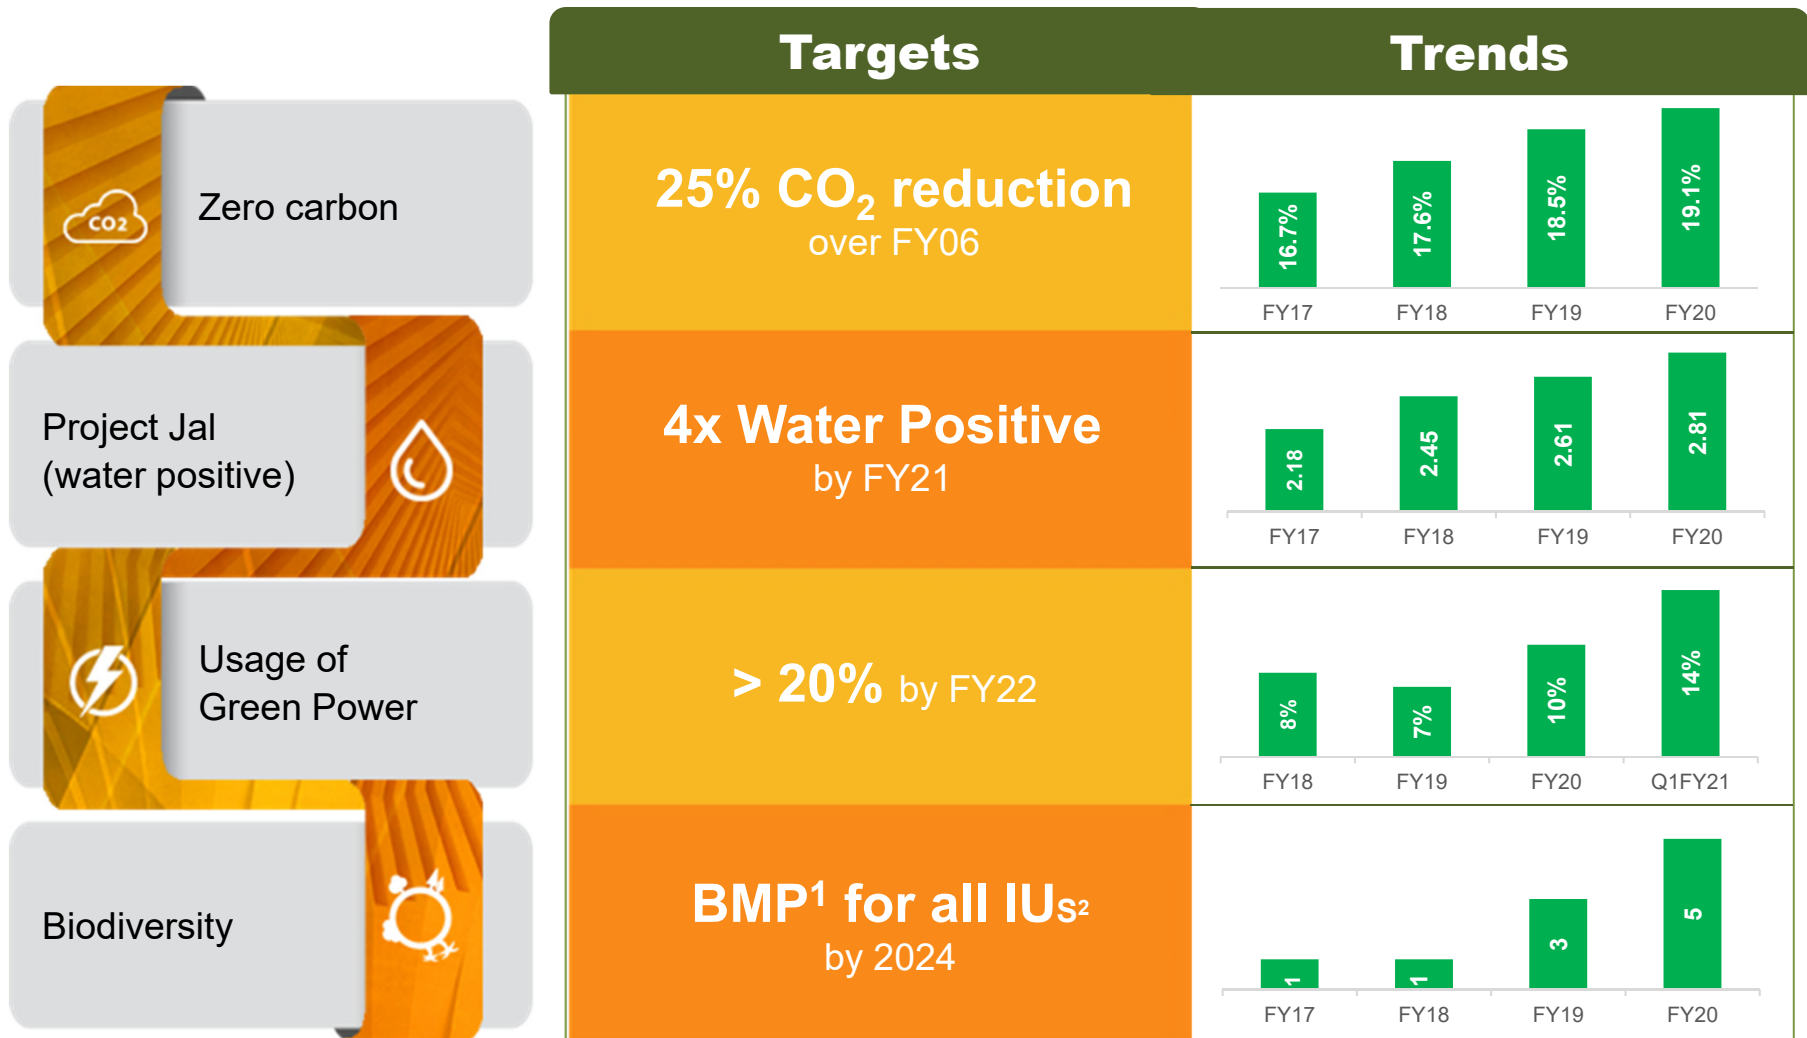 Targets
Trends
CO2
Zero carbon
25% CO₂ reduction
over FY06
16.7%
17.6%
18.5%
19.1%
FY17
FY18
FY19
FY20
Project Jal
(water positive)
4x Water Positive
by FY21
2.18
2.45
2.61
2.81
FY17
FY18
FY19
FY20
Usage of
Green Power
> 20% by FY22
8%
7%
10%
14%
FY18
FY19
FY20
Q1FY21
Biodiversity
BMP¹ for all IUs²
by 2024
1
1
3
5
FY17
FY18
FY19
FY20